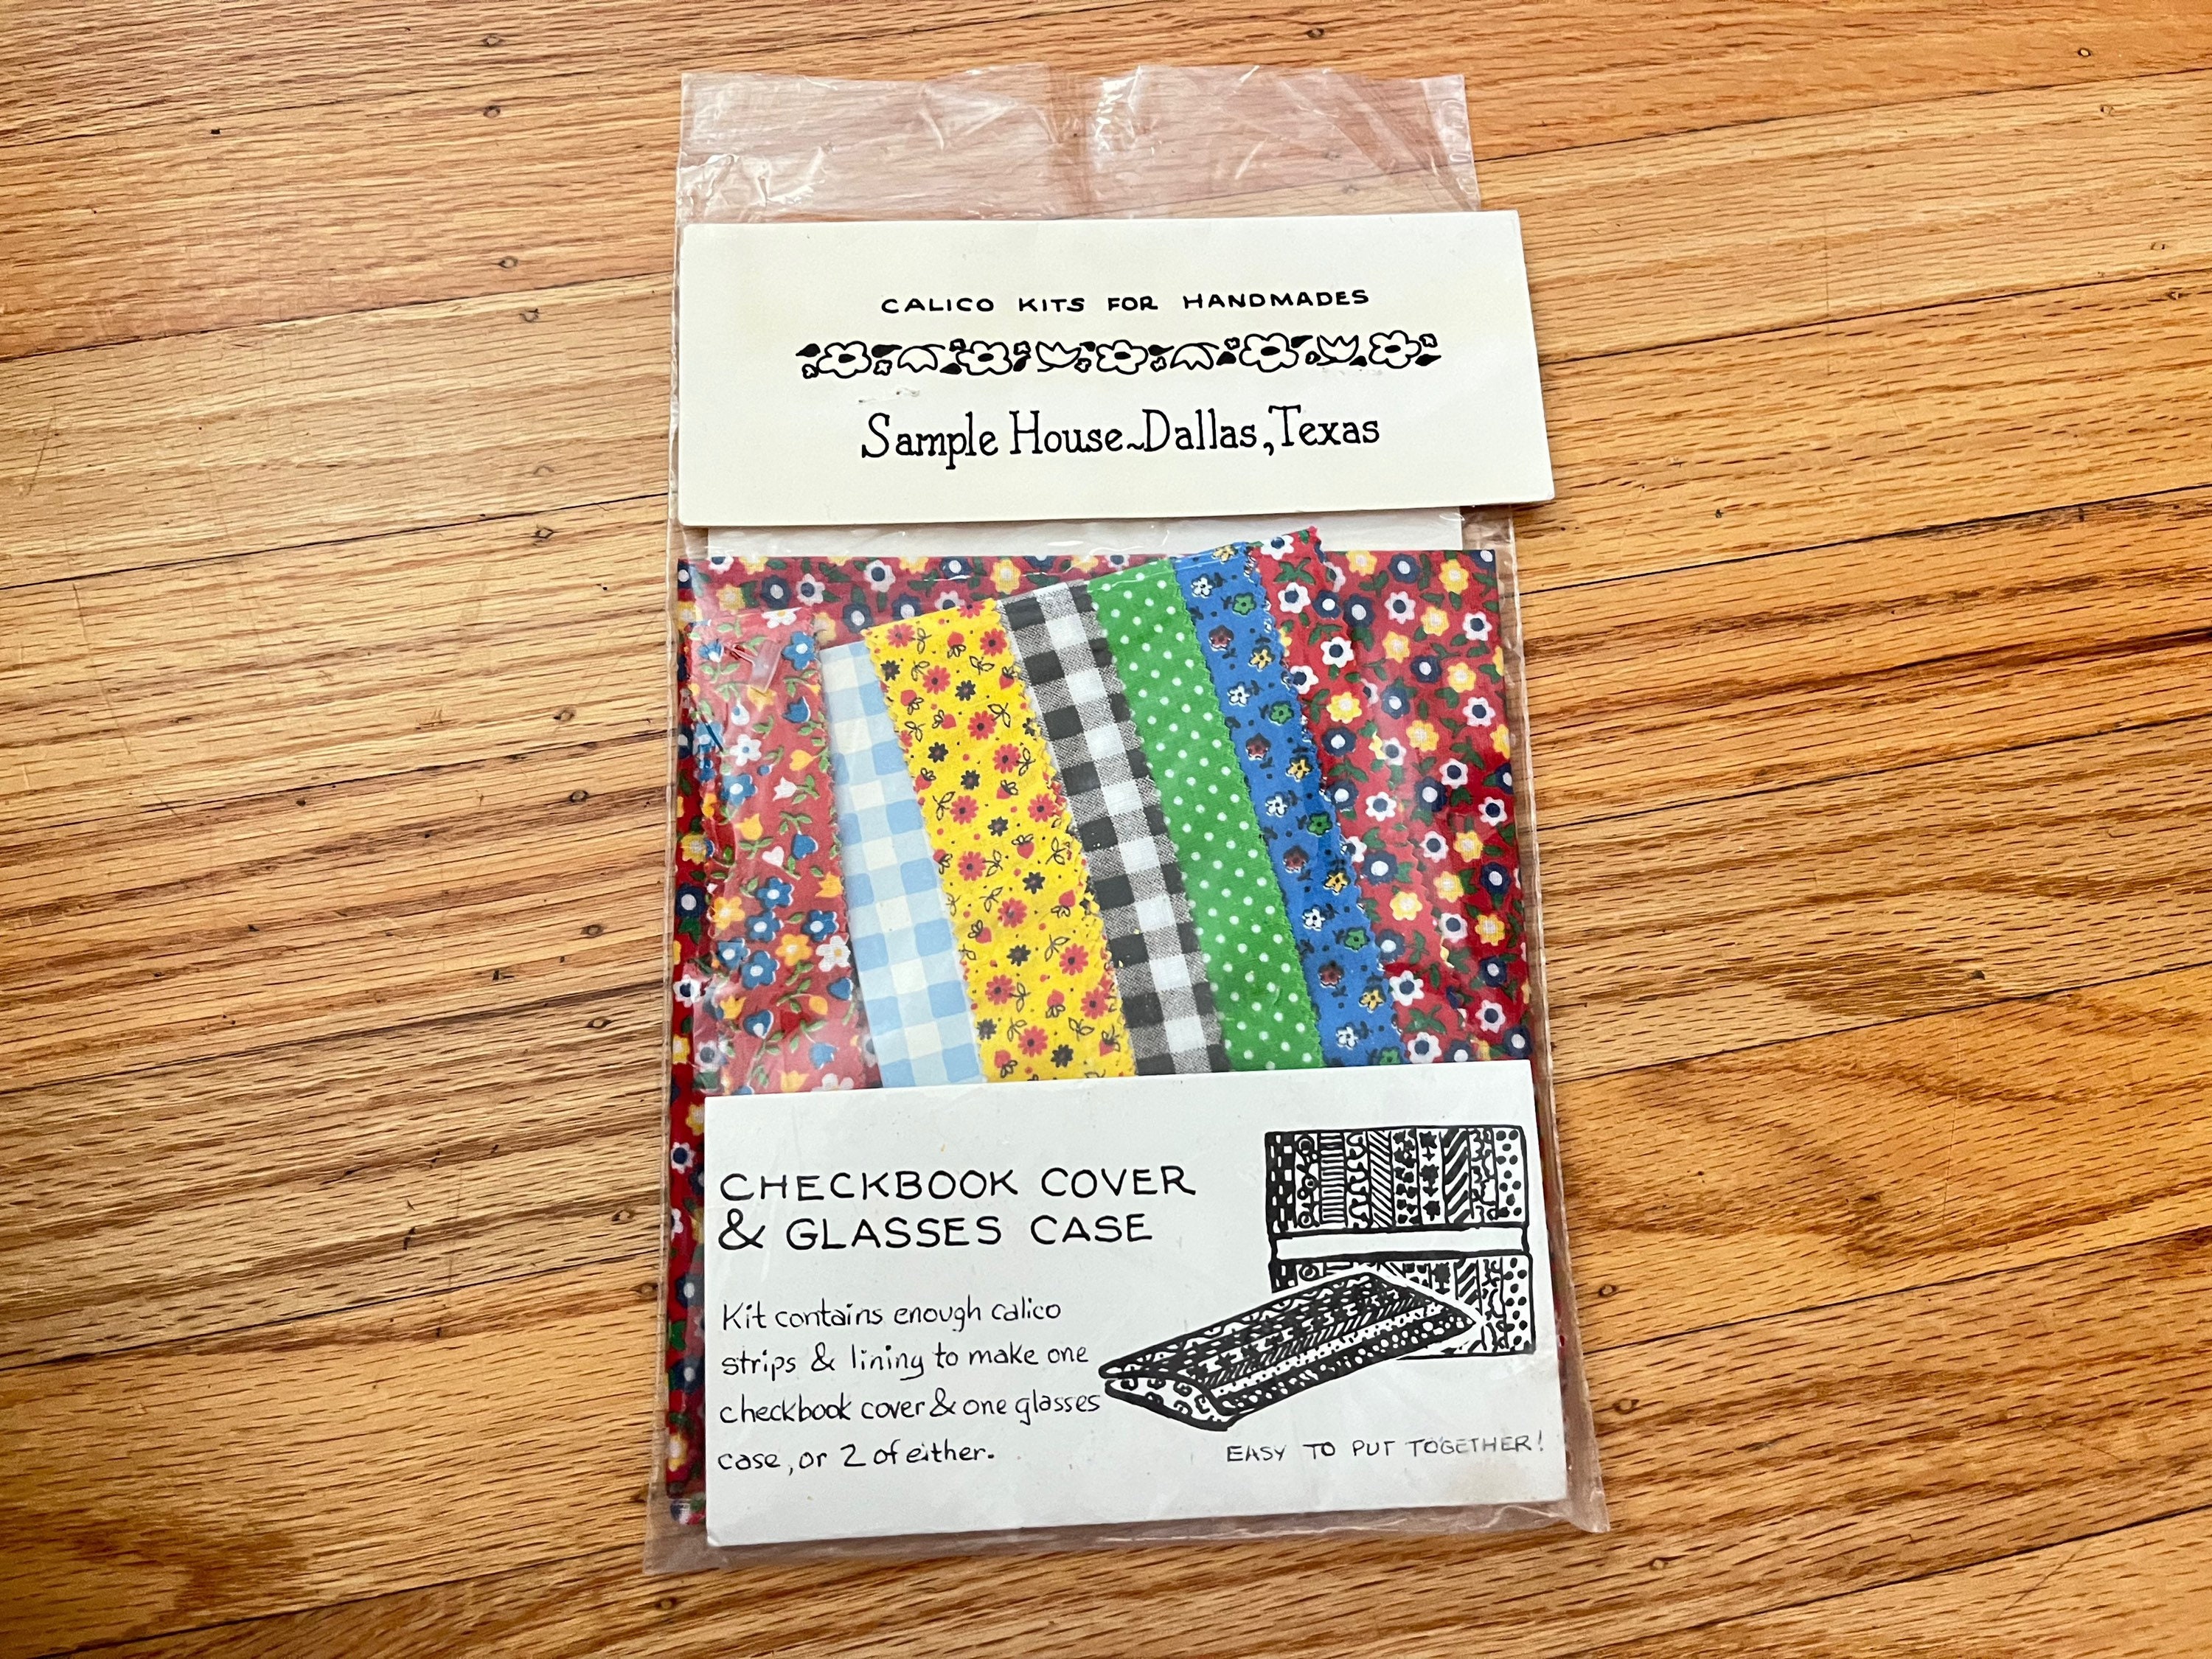 CALICO KITS FOR HANDMADES
Sample House~Dallas, Texas
CHECKBOOK COVER
& GLASSES CASE
Kit contains enough calico
strips & lining to make one
checkbook cover & one glasses
case, or 2 of either.
EASY TO PUT TOGETHER!